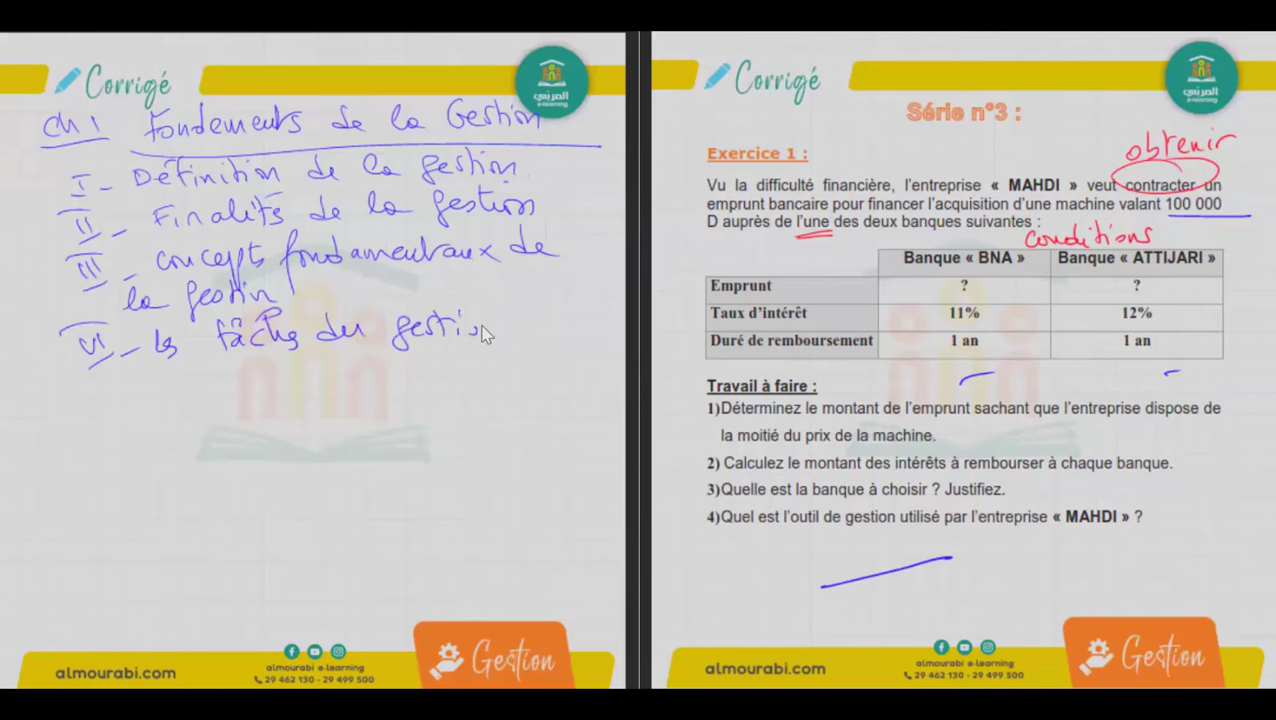 Corrigé
المربي
e-learning
ch 1 Fondements de la Gestion
I - Définition de la gestion
II - Finalités de la gestion
III - concepts fondamentaux de
la gestin
VI - les tâches du gesti
almourabi.com
almourabi e-learning
29 462 130 - 29 499 500
Gestion
Corrigé
المربي
e-learning
Série n°3 :
obtenir
Exercice 1 :
Vu la difficulté financière, l'entreprise « MAHDI » veut contracter un
emprunt bancaire pour financer l'acquisition d'une machine valant 100 000
D auprès de l'une des deux banques suivantes :
conditions
Banque « BNA » Banque « ATTIJARI »
Emprunt ? ?
Taux d'intérêt 11% 12%
Duré de remboursement 1 an 1 an
Travail à faire :
1)Déterminez le montant de l'emprunt sachant que l'entreprise dispose de
la moitié du prix de la machine.
2) Calculez le montant des intérêts à rembourser à chaque banque.
3)Quelle est la banque à choisir ? Justifiez.
4)Quel est l'outil de gestion utilisé par l'entreprise « MAHDI » ?
almourabi.com
almourabi e-learning
29 462 130 - 29 499 500
Gestion